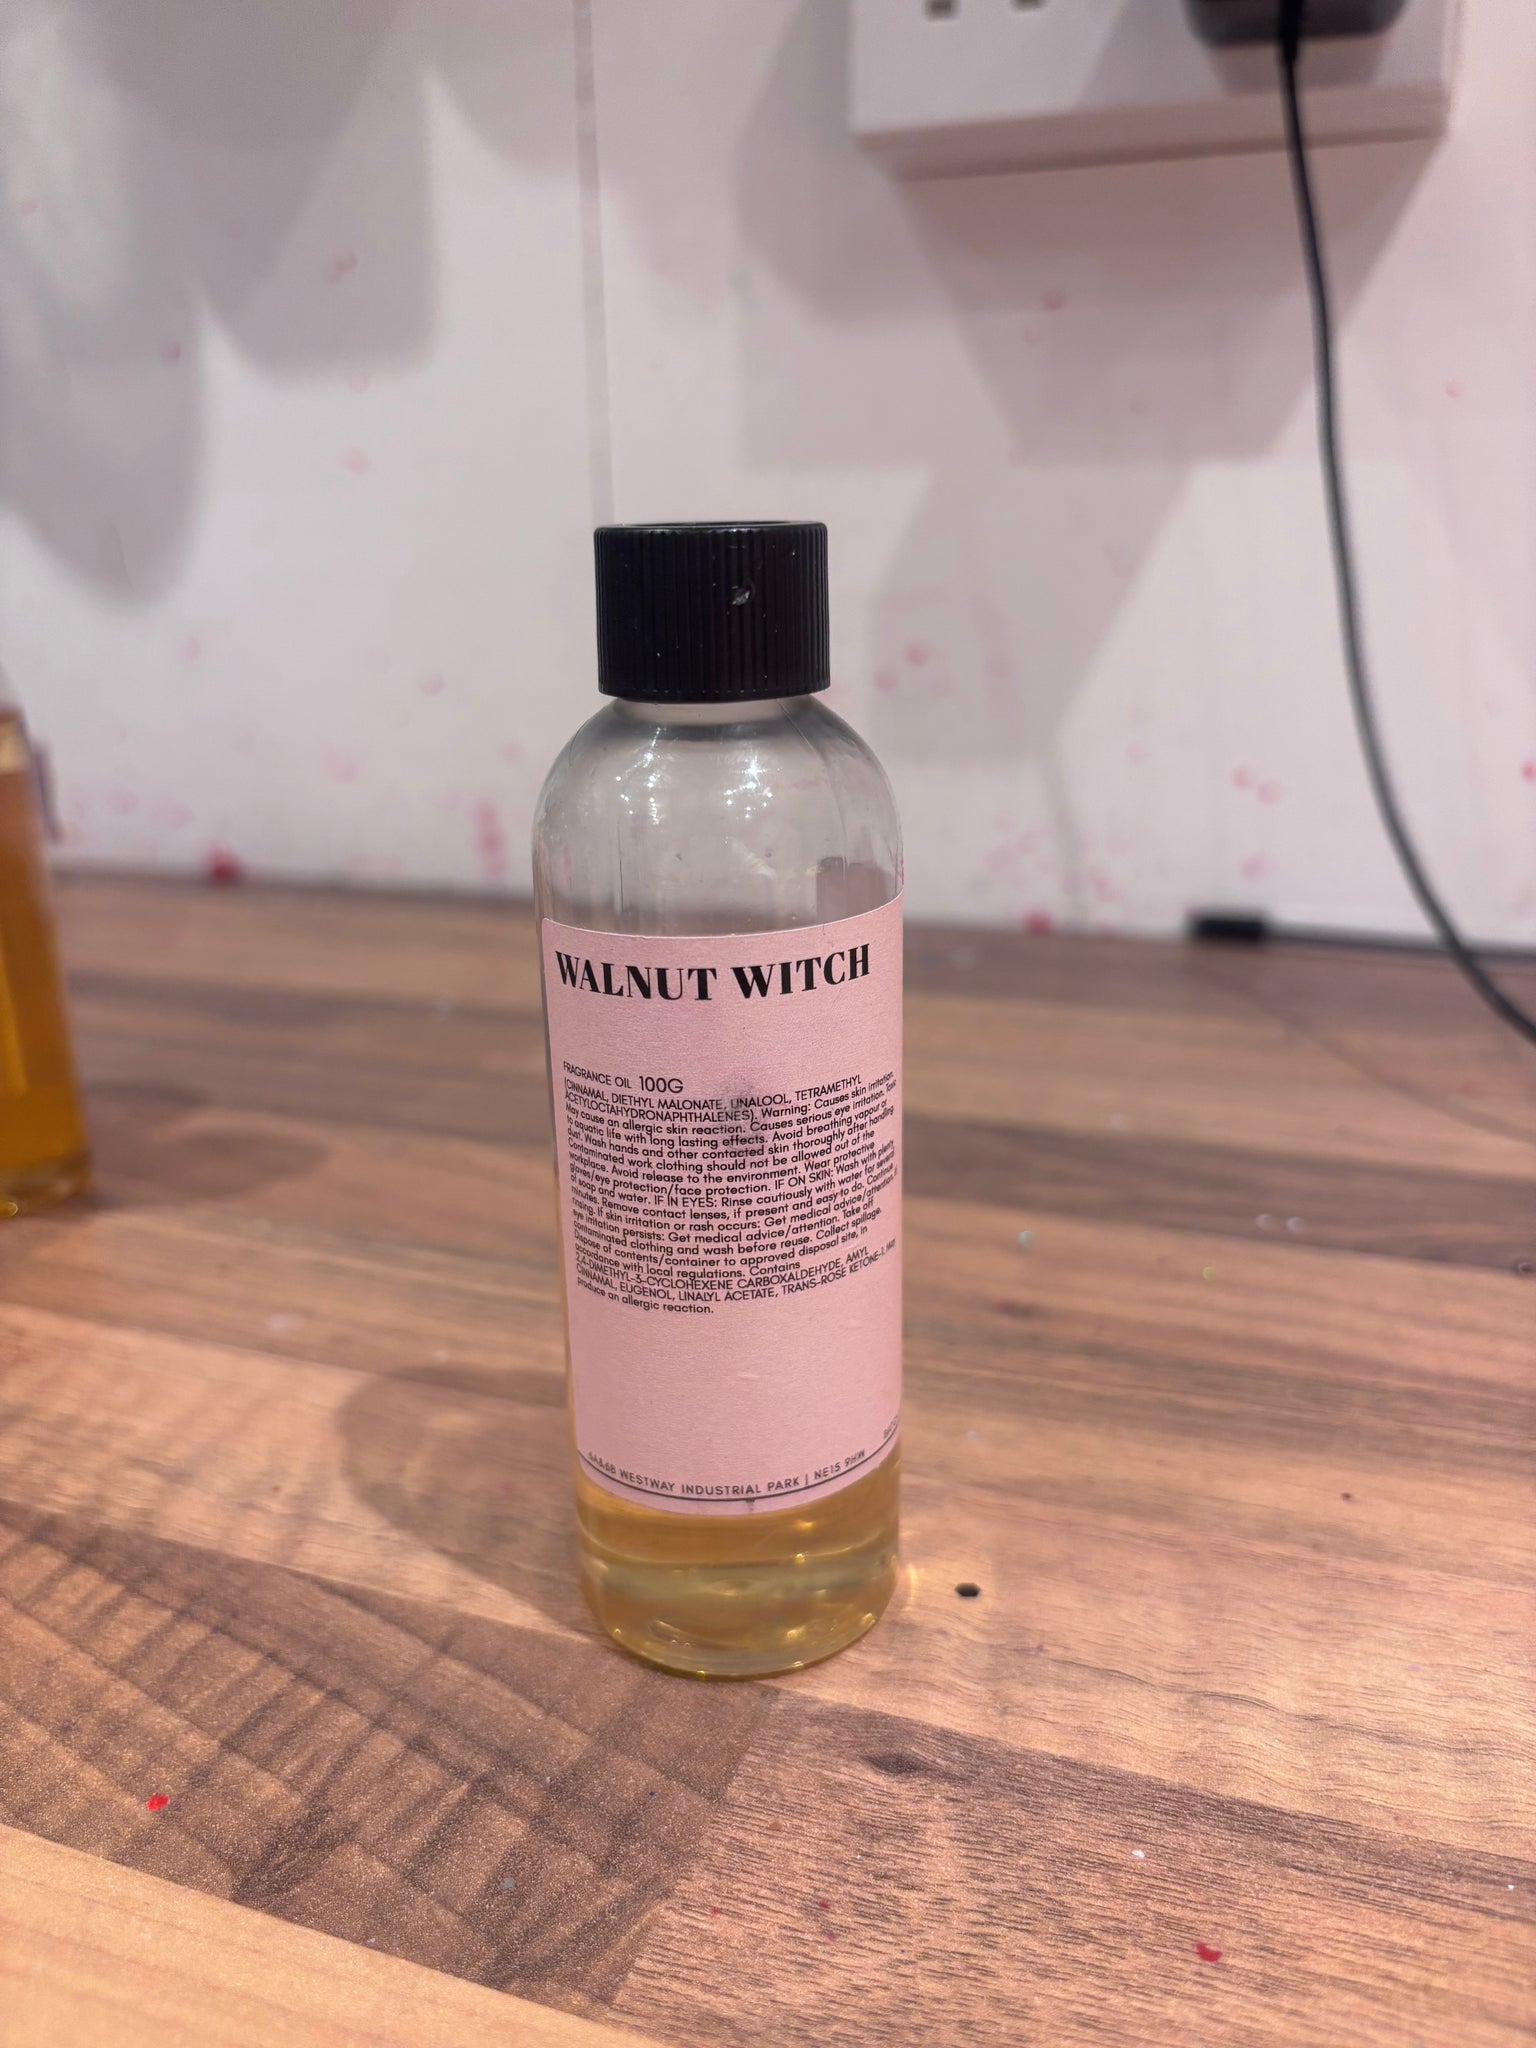 WALNUT WITCH
FRAGRANCE OIL 100G
(CINNAMAL, DIETHYL MALONATE, LINALOOL, TETRAMETHYL
ACETYLOCTAHYDRONAPHTHALENES). Warning: Causes skin irritation.
May cause an allergic skin reaction. Causes serious eye irritation. Toxic
to aquatic life with long lasting effects. Avoid breathing vapour or
dust. Wash hands and other contacted skin thoroughly after handling
Contaminated work clothing should not be allowed out of the
workplace. Avoid release to the environment. Wear protective
gloves/eye protection/face protection. IF ON SKIN: Wash with plenty
of soap and water. IF IN EYES: Rinse cautiously with water for several
minutes. Remove contact lenses, if present and easy to do. Continue
rinsing. If skin irritation or rash occurs: Get medical advice/attention. If
eye irritation persists: Get medical advice/attention. Take off
contaminated clothing and wash before reuse. Collect spillage.
Dispose of contents/container to approved disposal site, in
accordance with local regulations. Contains
2,4-DIMETHYL-3-CYCLOHEXENE CARBOXALDEHYDE, AMYL
CINNAMAL, EUGENOL, LINALYL ACETATE, TRANS-ROSE KETONE-1. May
produce an allergic reaction.
WESTWAY INDUSTRIAL PARK | NE15 9HW